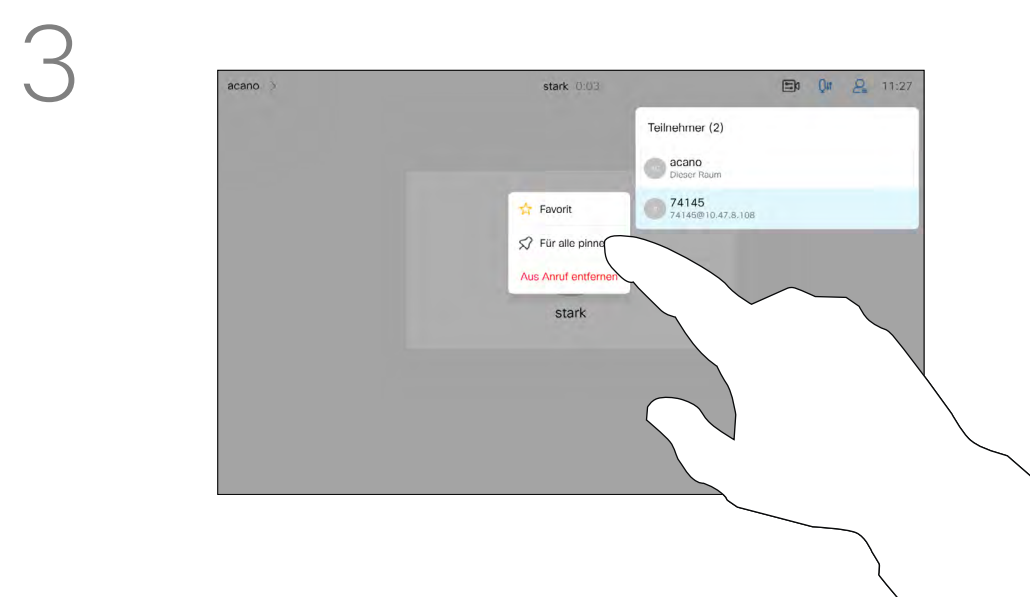 3
acano
stark 0:03
11:27
Teilnehmer (2)
acano
Dieser Raum
74145
74145@10.47.8.108
Favorit
Für alle pinne
Aus Anruf entfernen
stark